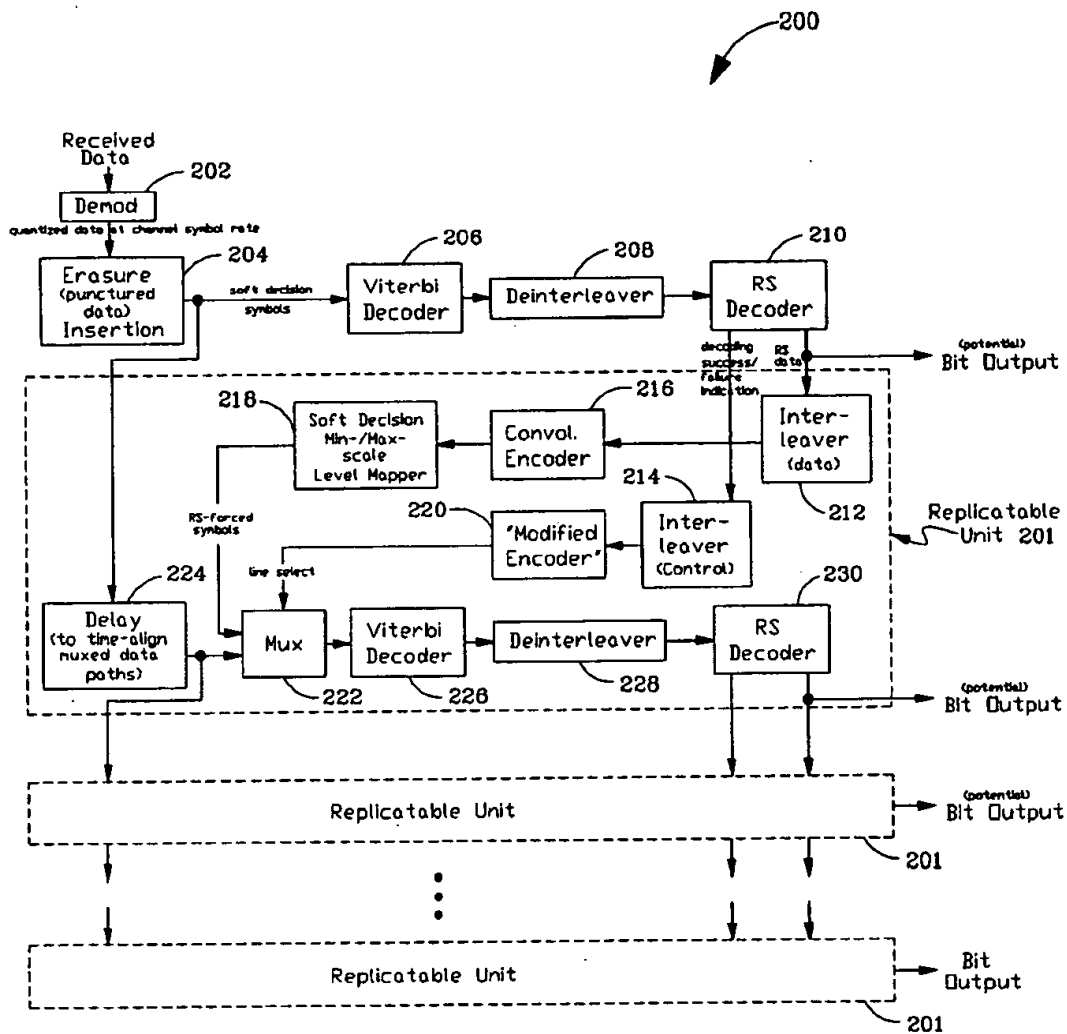 200
Received
Data
202
Demod
quantized data at channel symbol rate
204
Erasure
(punctured
data)
Insertion
soft decision
symbols
206
Viterbi
Decoder
208
Deinterleaver
210
RS
Decoder
decoding
success/
failure
indication
RS
data
(potential)
Bit Output
218
Soft Decision
Min-/Max-
scale
Level Mapper
216
Convol.
Encoder
Inter-
leaver
(data)
212
RS-forced
symbols
220
"Modified
Encoder"
214
Inter-
leaver
(Control)
Replicatable
Unit 201
line select
224
Delay
(to time-align
muxed data
paths)
Mux
222
Viterbi
Decoder
226
Deinterleaver
228
230
RS
Decoder
(potential)
Bit Output
Replicatable Unit
(potential)
Bit Output
201
Replicatable Unit
Bit
Output
201